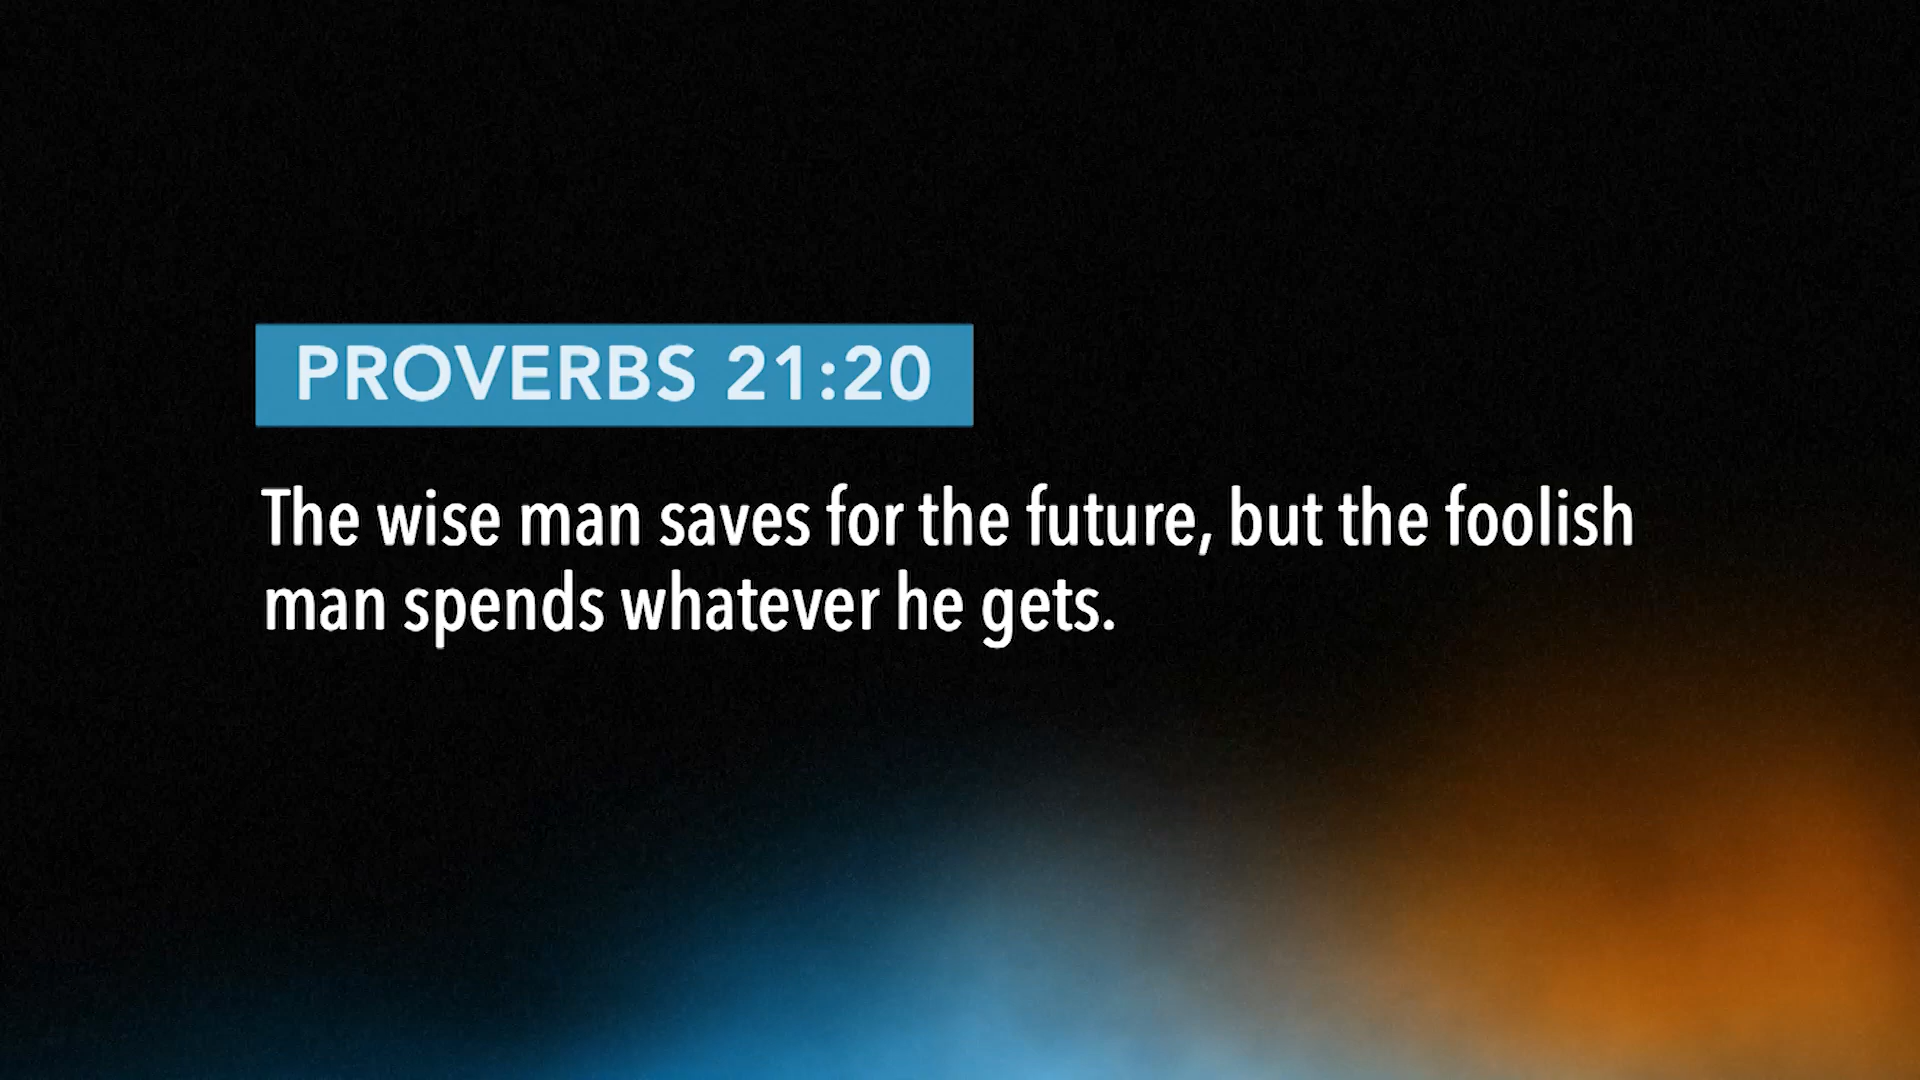 PROVERBS 21:20
The wise man saves for the future, but the foolish
man spends whatever he gets.